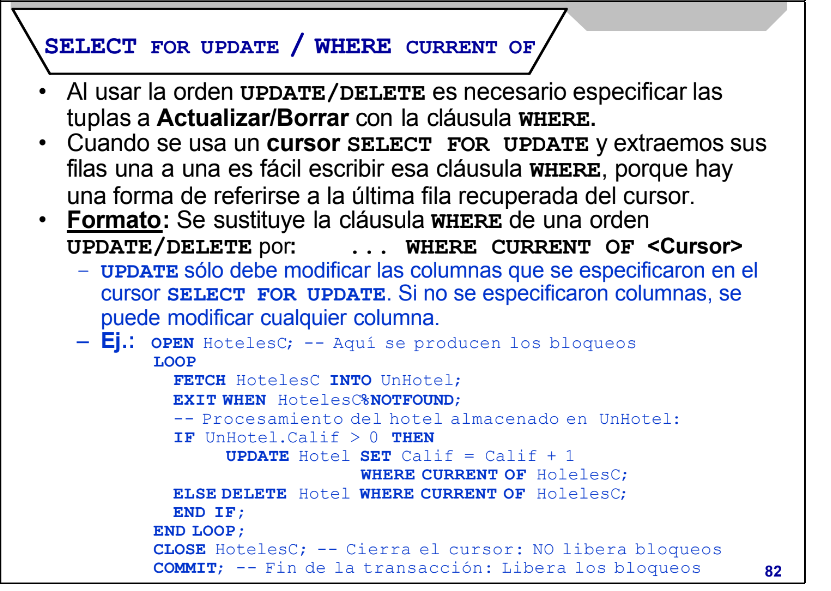 SELECT FOR UPDATE / WHERE CURRENT OF
• Al usar la orden UPDATE/DELETE es necesario especificar las
tuplas a Actualizar/Borrar con la cláusula WHERE.
• Cuando se usa un cursor SELECT FOR UPDATE y extraemos sus
filas una a una es fácil escribir esa cláusula WHERE, porque hay
una forma de referirse a la última fila recuperada del cursor.
• Formato: Se sustituye la cláusula WHERE de una orden
UPDATE/DELETE por: ... WHERE CURRENT OF <Cursor>
– UPDATE sólo debe modificar las columnas que se especificaron en el
cursor SELECT FOR UPDATE. Si no se especificaron columnas, se
puede modificar cualquier columna.
– Ej.: OPEN HotelesC; -- Aquí se producen los bloqueos
LOOP
FETCH HotelesC INTO UnHotel;
EXIT WHEN HotelesC%NOTFOUND;
-- Procesamiento del hotel almacenado en UnHotel:
IF UnHotel.Calif > 0 THEN
UPDATE Hotel SET Calif = Calif + 1
WHERE CURRENT OF HolelesC;
ELSE DELETE Hotel WHERE CURRENT OF HolelesC;
END IF;
END LOOP;
CLOSE HotelesC; -- Cierra el cursor: NO libera bloqueos
COMMIT; -- Fin de la transacción: Libera los bloqueos
82